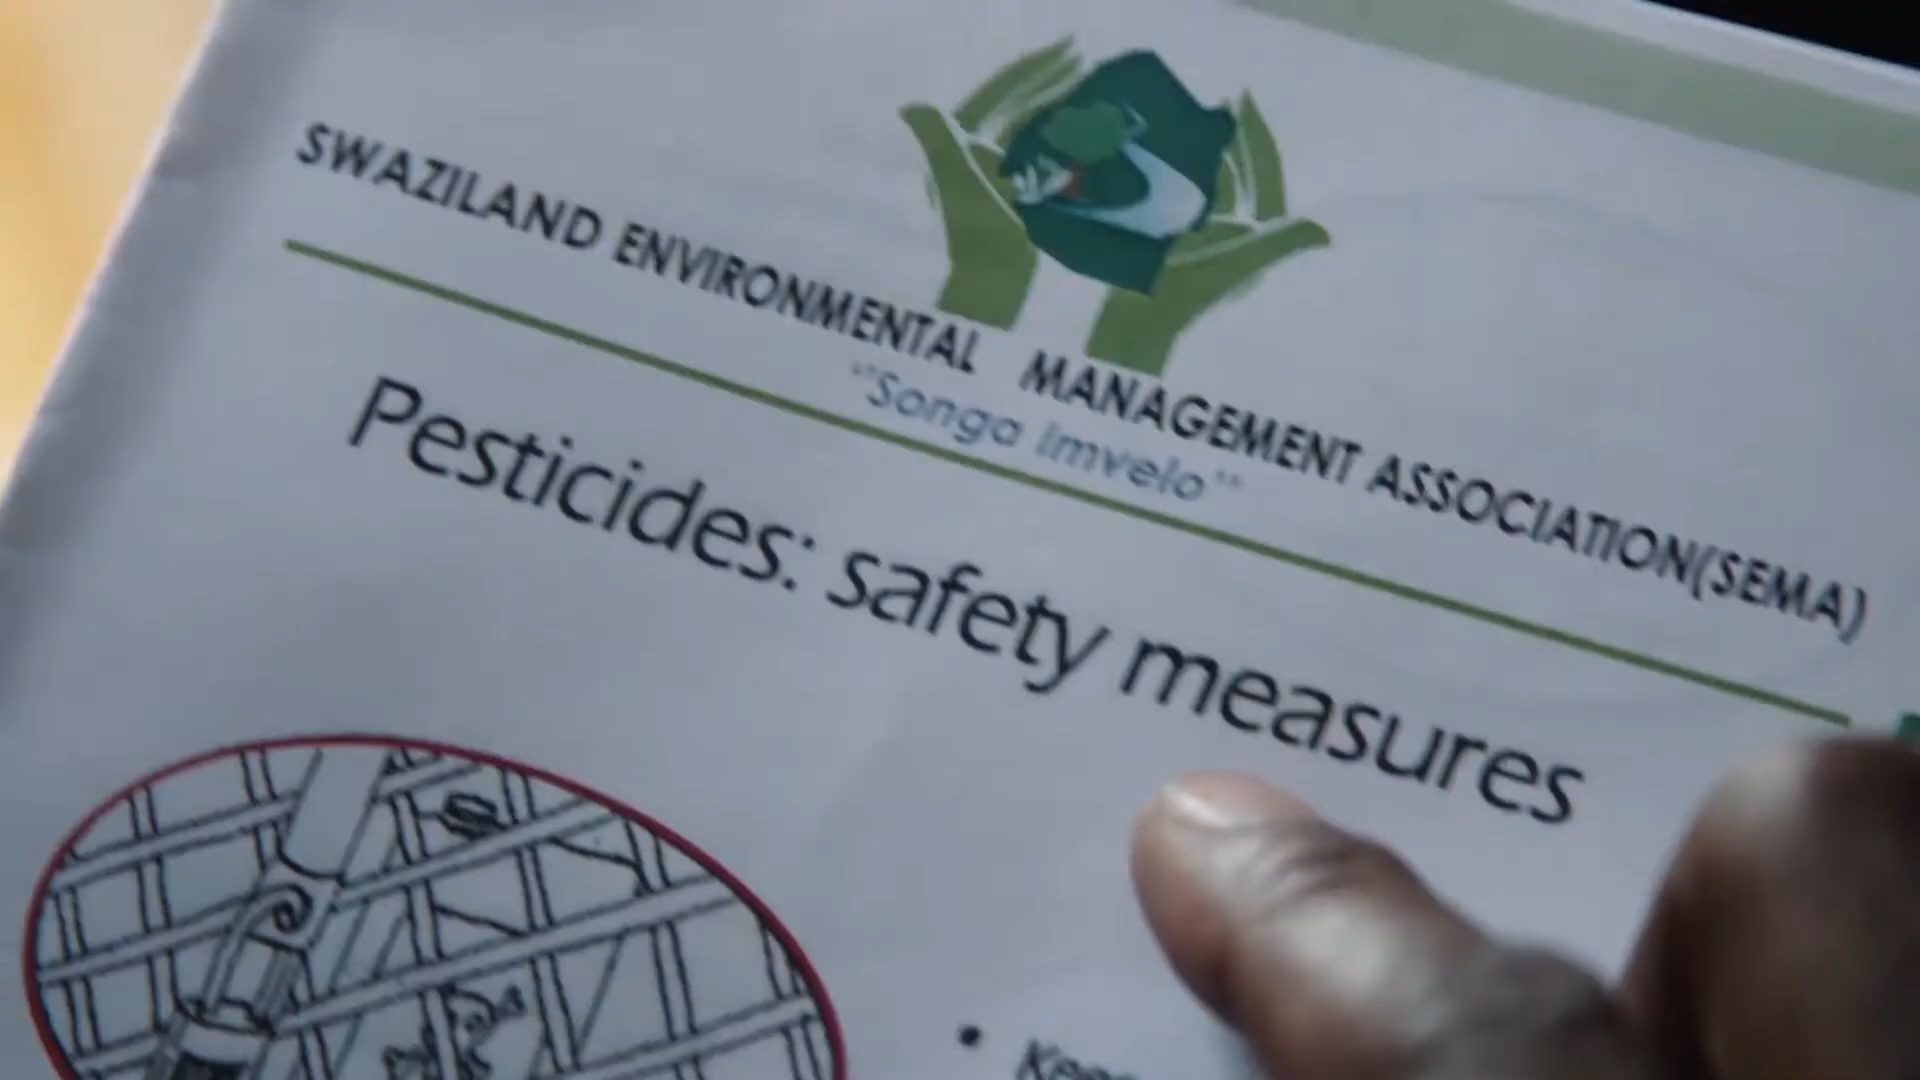 SWAZILAND ENVIRONMENTAL MANAGEMENT ASSOCIATION(SEMA)
"Songa Imvelo"
Pesticides: safety measures